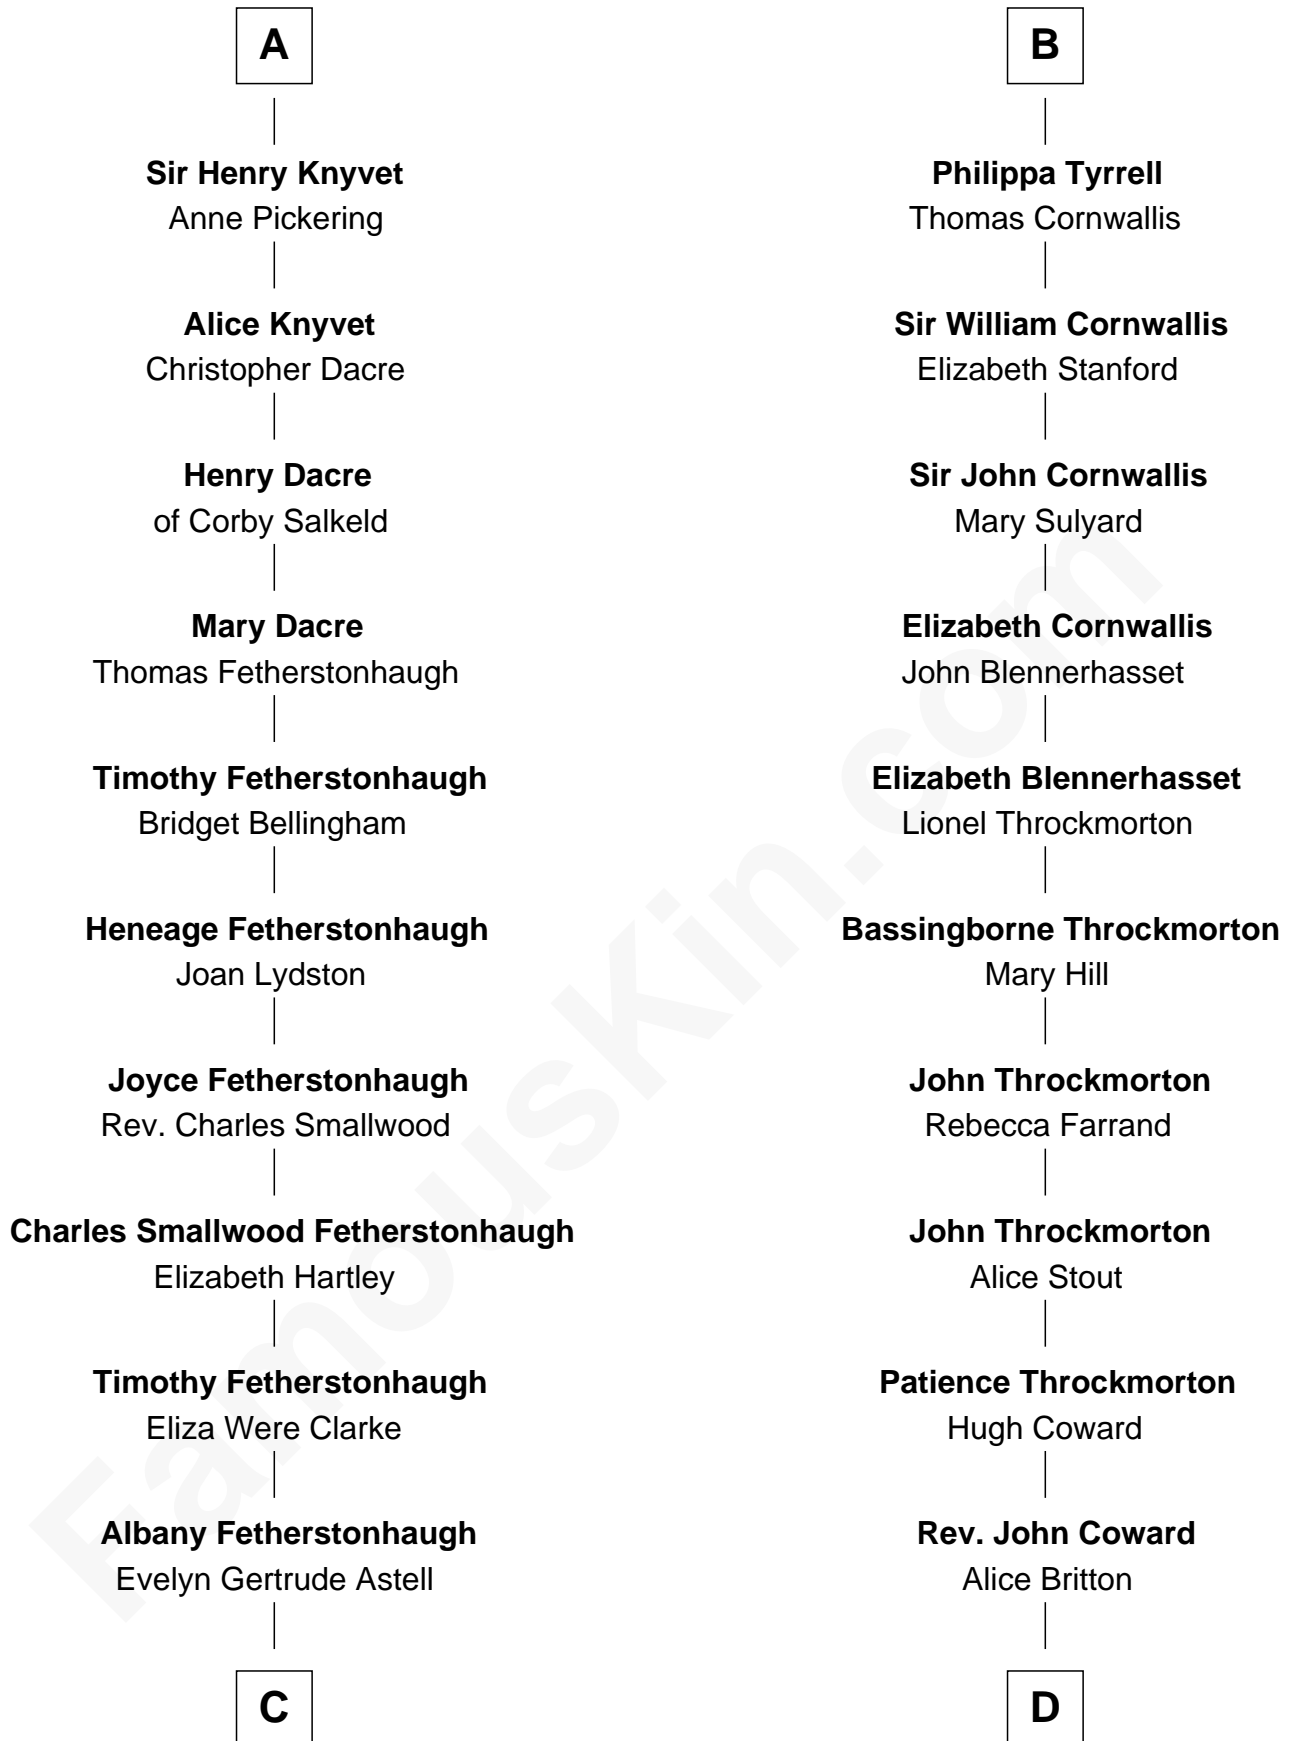 A
Sir Henry Knyvet
Anne Pickering
Alice Knyvet
Christopher Dacre
Henry Dacre
of Corby Salkeld
Mary Dacre
Thomas Fetherstonhaugh
Timothy Fetherstonhaugh
Bridget Bellingham
Heneage Fetherstonhaugh
Joan Lydston
Joyce Fetherstonhaugh
Rev. Charles Smallwood
Charles Smallwood Fetherstonhaugh
Elizabeth Hartley
Timothy Fetherstonhaugh
Eliza Were Clarke
Albany Fetherstonhaugh
Evelyn Gertrude Astell
C
B
Philippa Tyrrell
Thomas Cornwallis
Sir William Cornwallis
Elizabeth Stanford
Sir John Cornwallis
Mary Sulyard
Elizabeth Cornwallis
John Blennerhasset
Elizabeth Blennerhasset
Lionel Throckmorton
Bassingborne Throckmorton
Mary Hill
John Throckmorton
Rebecca Farrand
John Throckmorton
Alice Stout
Patience Throckmorton
Hugh Coward
Rev. John Coward
Alice Britton
D
FamousKin.com